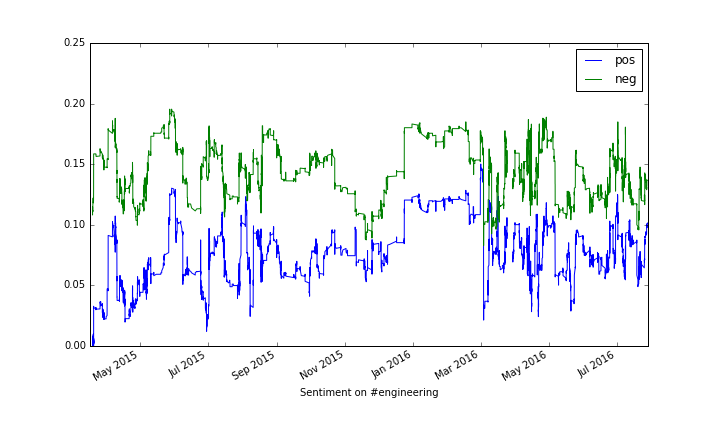 0.25
0.20
0.15
0.10
0.05
0.00
pos
neg
May 2015
Jul 2015
Sep 2015
Nov 2015
Jan 2016
Mar 2016
May 2016
Jul 2016
Sentiment on #engineering